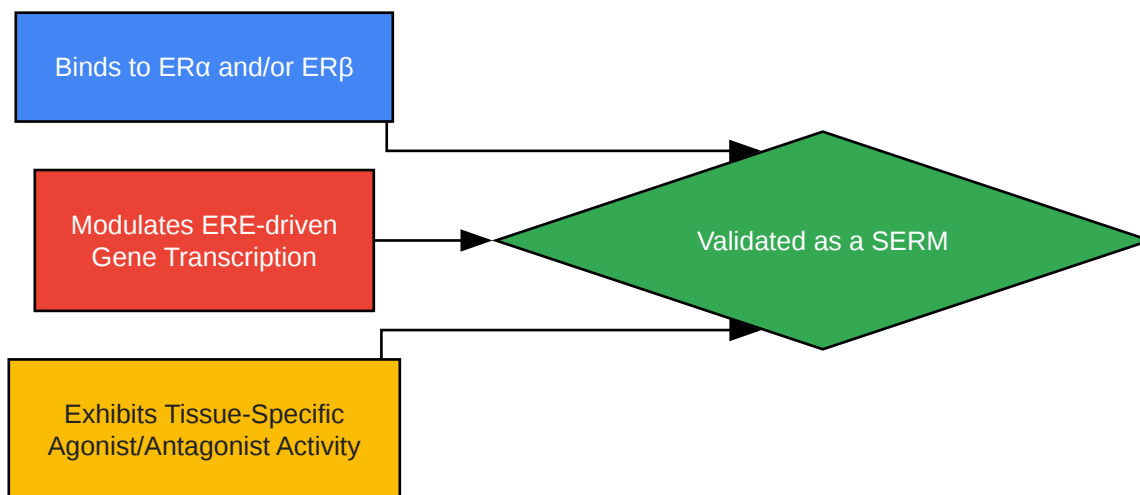 Binds to ERα and/or ERβ
Modulates ERE-driven
Gene Transcription
Validated as a SERM
Exhibits Tissue-Specific
Agonist/Antagonist Activity